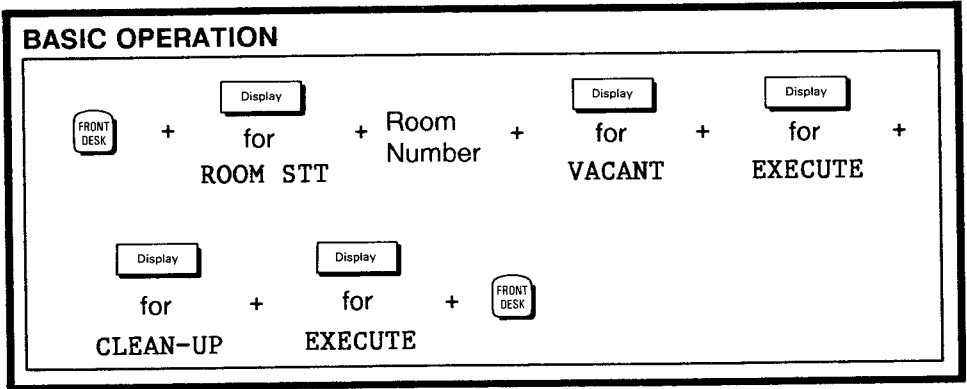 BASIC OPERATION
Display Display Display
FRONT DESK + for + Room Number + for + for +
ROOM STT VACANT EXECUTE
Display Display
for + for + FRONT DESK
CLEAN-UP EXECUTE